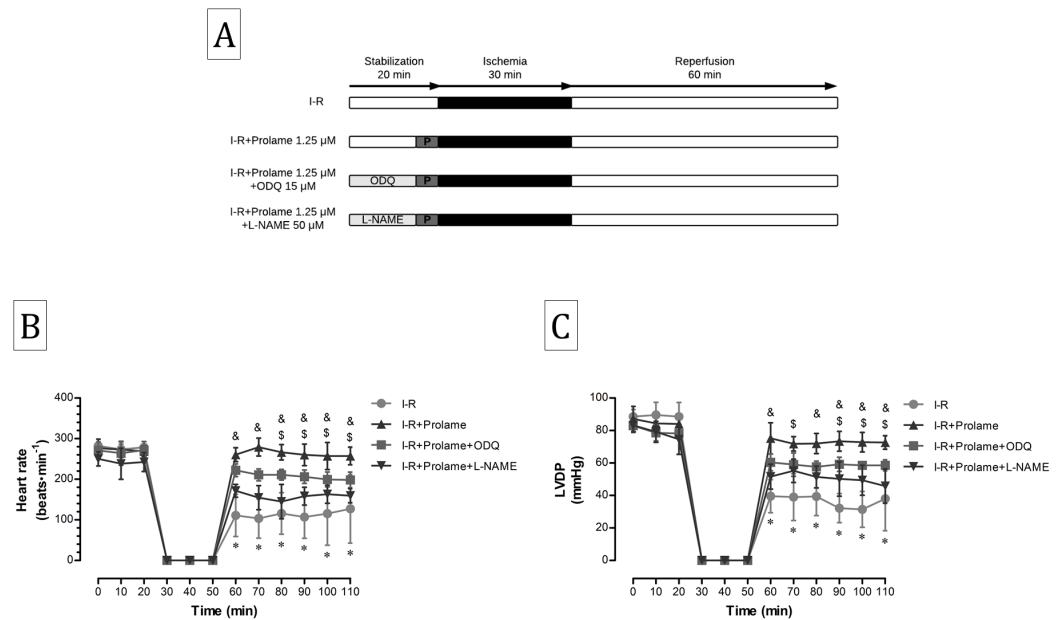 A
Stabilization
20 min
Ischemia
30 min
Reperfusion
60 min
I-R
I-R+Prolame 1.25 µM
P
I-R+Prolame 1.25 µM
+ODQ 15 µM
ODQ
P
I-R+Prolame 1.25 µM
+L-NAME 50 µM
L-NAME
P
B
Heart rate
(beats•min⁻¹)
400
300
200
100
0
& & & & & &
$ $ $ $
* * * * * *
0 10 20 30 40 50 60 70 80 90 100 110
Time (min)
I-R
I-R+Prolame
I-R+Prolame+ODQ
I-R+Prolame+L-NAME
C
LVDP
(mmHg)
100
80
60
40
20
0
& $ & & & &
$ $ $
* * * * * *
0 10 20 30 40 50 60 70 80 90 100 110
Time (min)
I-R
I-R+Prolame
I-R+Prolame+ODQ
I-R+Prolame+L-NAME